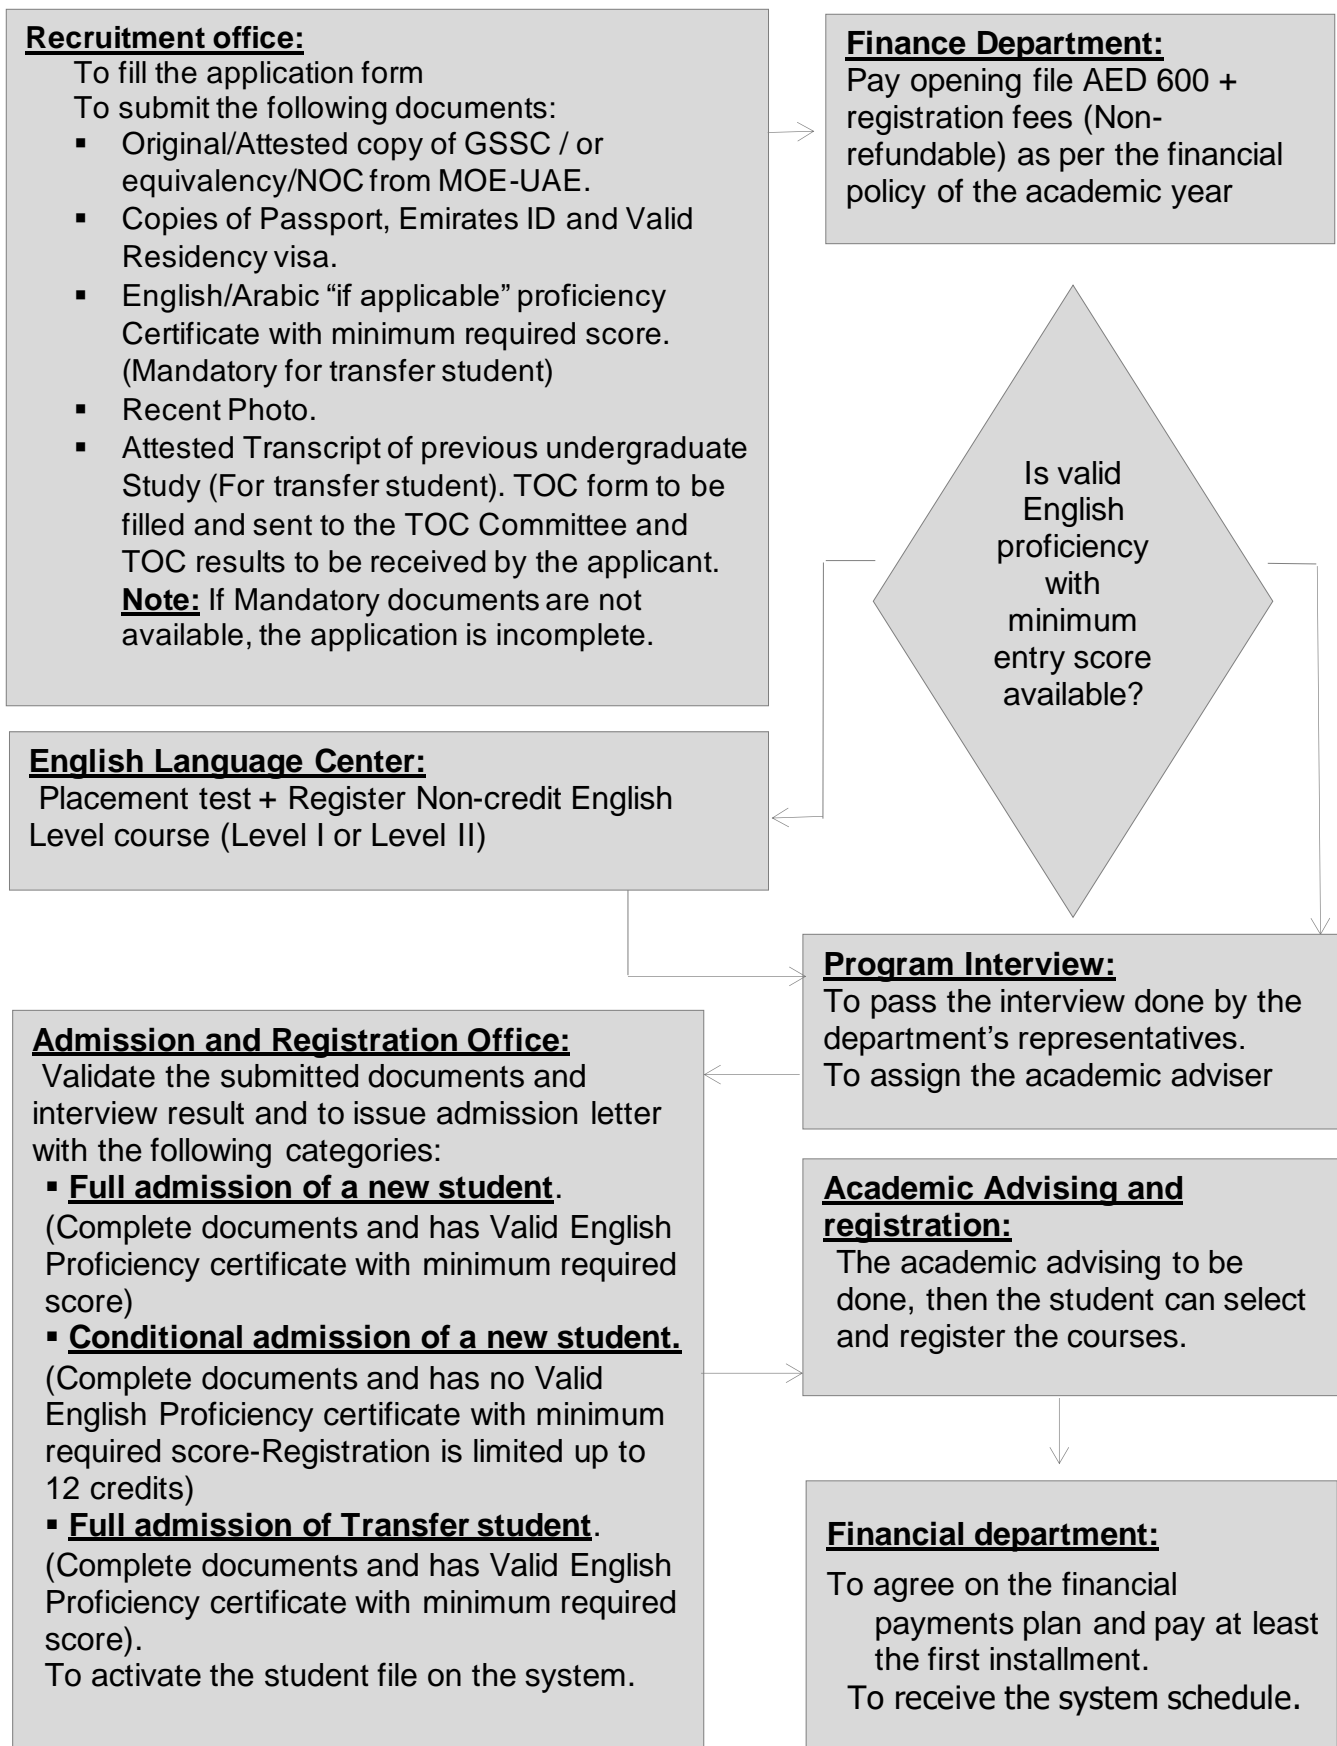 Recruitment office:
To fill the application form
To submit the following documents:
▪ Original/Attested copy of GSSC / or
equivalency/NOC from MOE-UAE.
▪ Copies of Passport, Emirates ID and Valid
Residency visa.
▪ English/Arabic “if applicable” proficiency
Certificate with minimum required score.
(Mandatory for transfer student)
▪ Recent Photo.
▪ Attested Transcript of previous undergraduate
Study (For transfer student). TOC form to be
filled and sent to the TOC Committee and
TOC results to be received by the applicant.
Note: If Mandatory documents are not
available, the application is incomplete.
Finance Department:
Pay opening file AED 600 +
registration fees (Non-
refundable) as per the financial
policy of the academic year
Is valid
English
proficiency
with
minimum
entry score
available?
English Language Center:
Placement test + Register Non-credit English
Level course (Level I or Level II)
Program Interview:
To pass the interview done by the
department’s representatives.
To assign the academic adviser
Admission and Registration Office:
Validate the submitted documents and
interview result and to issue admission letter
with the following categories:
▪ Full admission of a new student.
(Complete documents and has Valid English
Proficiency certificate with minimum required
score)
▪ Conditional admission of a new student.
(Complete documents and has no Valid
English Proficiency certificate with minimum
required score-Registration is limited up to
12 credits)
▪ Full admission of Transfer student.
(Complete documents and has Valid English
Proficiency certificate with minimum required
score).
To activate the student file on the system.
Academic Advising and
registration:
The academic advising to be
done, then the student can select
and register the courses.
Financial department:
To agree on the financial
payments plan and pay at least
the first installment.
To receive the system schedule.